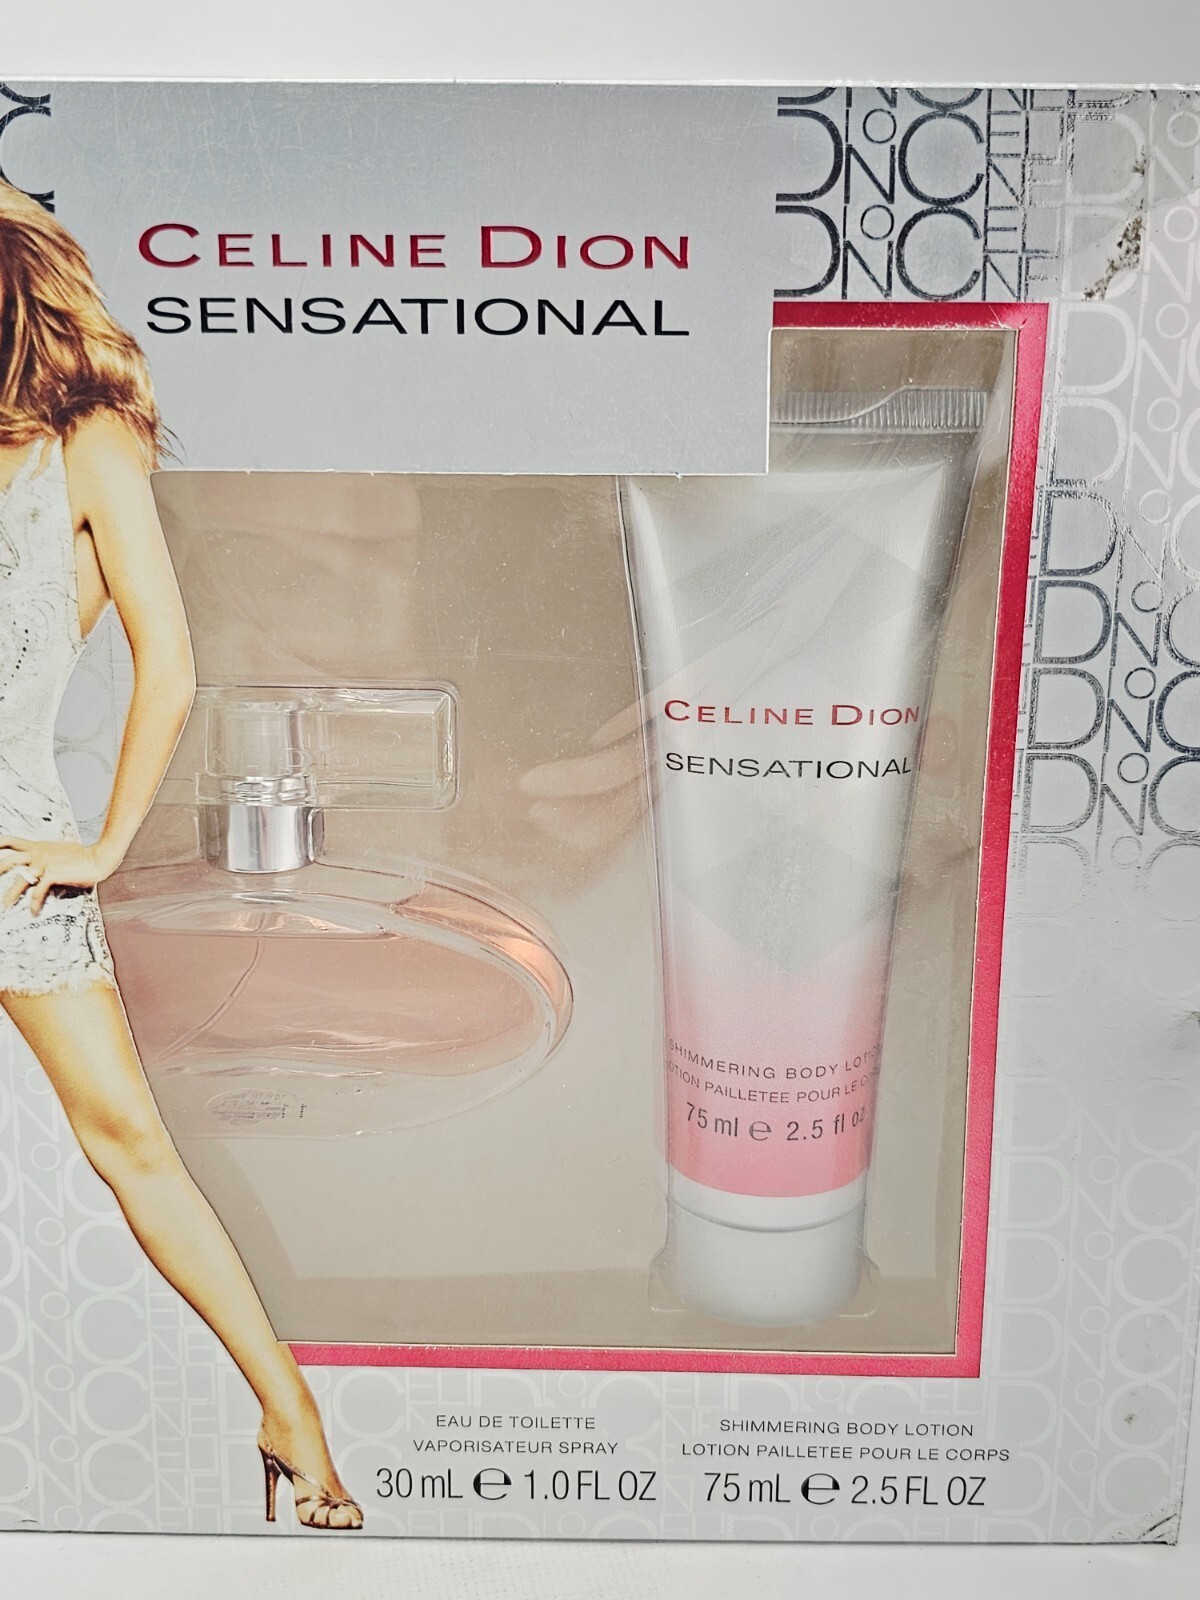 CELINE DION
SENSATIONAL
CELINE DION
SENSATIONAL
SHIMMERING BODY LOTION
LOTION PAILLETEE POUR LE CORPS
75 ml e 2.5 fl oz
EAU DE TOILETTE
VAPORISATEUR SPRAY
30 mL e 1.0 FL OZ
SHIMMERING BODY LOTION
LOTION PAILLETEE POUR LE CORPS
75 mL e 2.5 FL OZ